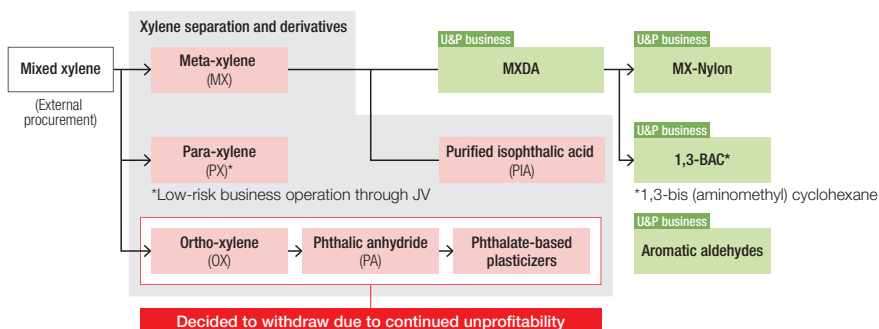 Xylene separation and derivatives
Mixed xylene
(External
procurement)
Meta-xylene
(MX)
U&P business
MXDA
U&P business
MX-Nylon
Para-xylene
(PX)*
*Low-risk business operation through JV
Purified isophthalic acid
(PIA)
U&P business
1,3-BAC*
*1,3-bis (aminomethyl) cyclohexane
Ortho-xylene
(OX)
Phthalic anhydride
(PA)
Phthalate-based
plasticizers
U&P business
Aromatic aldehydes
Decided to withdraw due to continued unprofitability